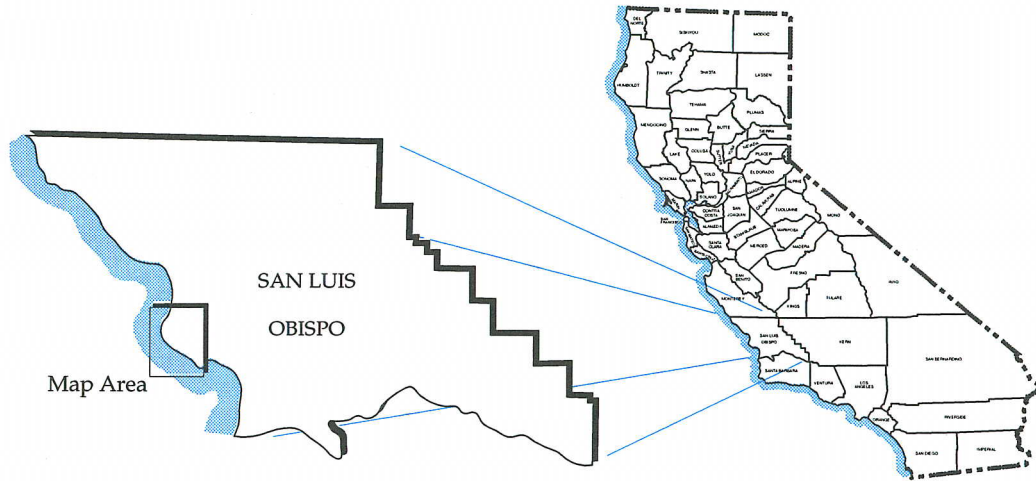 SAN LUIS
OBISPO
Map Area
DEL
NORTE
SISKIYOU
MODOC
HUMBOLDT
TRINITY
SHASTA
LASSEN
TEHAMA
PLUMAS
MENDOCINO
GLENN
BUTTE
SIERRA
LAKE
COLUSA
NEVADA
PLACER
SONOMA
NAPA
YOLO
EL DORADO
ALPINE
SOLANO
CONTRA
COSTA
SAN
JOAQUIN
CALAVERAS
TUOLUMNE
MONO
SAN
FRANCISCO
ALAMEDA
STANISLAUS
MARIPOSA
SANTA
CLARA
MERCED
MADERA
SAN
BENITO
FRESNO
INYO
MONTEREY
KINGS
TULARE
SAN LUIS
OBISPO
KERN
SAN BERNARDINO
SANTA BARBARA
VENTURA
LOS
ANGELES
ORANGE
RIVERSIDE
SAN DIEGO
IMPERIAL